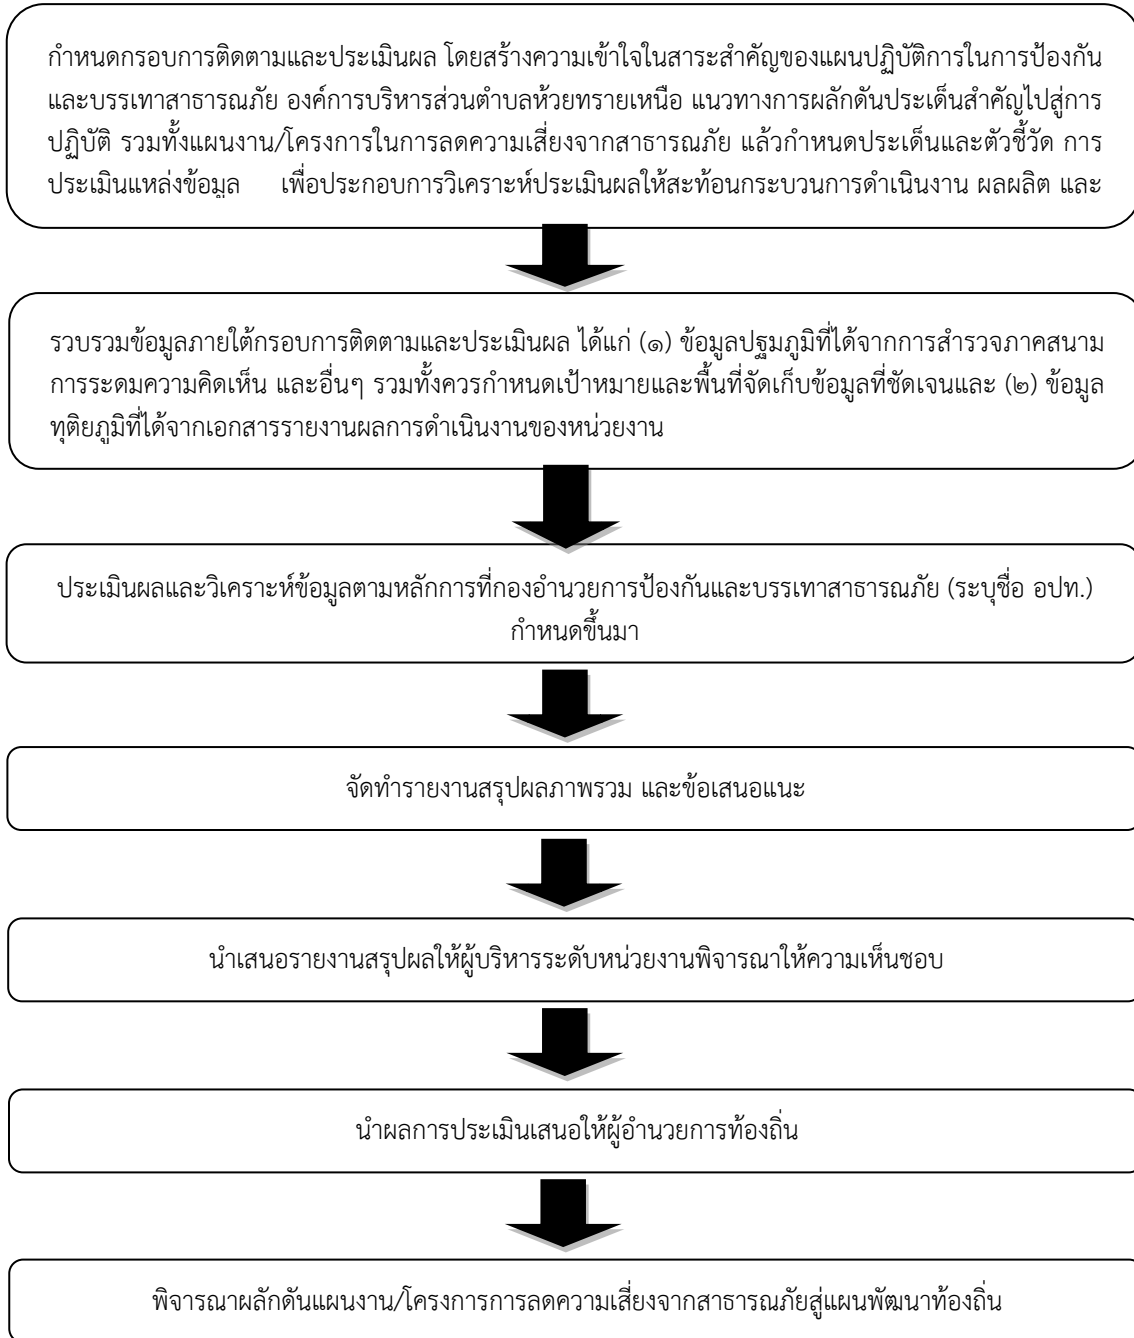 กำหนดกรอบการติดตามและประเมินผล โดยสร้างความเข้าใจในสาระสำคัญของแผนปฏิบัติการในการป้องกัน
และบรรเทาสาธารณภัย องค์การบริหารส่วนตำบลห้วยทรายเหนือ แนวทางการผลักดันประเด็นสำคัญไปสู่การ
ปฏิบัติ รวมทั้งแผนงาน/โครงการในการลดความเสี่ยงจากสาธารณภัย แล้วกำหนดประเด็นและตัวชี้วัด การ
ประเมินแหล่งข้อมูล เพื่อประกอบการวิเคราะห์ประเมินผลให้สะท้อนกระบวนการดำเนินงาน ผลผลิต และ
รวบรวมข้อมูลภายใต้กรอบการติดตามและประเมินผล ได้แก่ (๑) ข้อมูลปฐมภูมิที่ได้จากการสำรวจภาคสนาม
การระดมความคิดเห็น และอื่นๆ รวมทั้งควรกำหนดเป้าหมายและพื้นที่จัดเก็บข้อมูลที่ชัดเจนและ (๒) ข้อมูล
ทุติยภูมิที่ได้จากเอกสารรายงานผลการดำเนินงานของหน่วยงาน
ประเมินผลและวิเคราะห์ข้อมูลตามหลักการที่กองอำนวยการป้องกันและบรรเทาสาธารณภัย (ระบุชื่อ อปท.)
กำหนดขึ้นมา
จัดทำรายงานสรุปผลภาพรวม และข้อเสนอแนะ
นำเสนอรายงานสรุปผลให้ผู้บริหารระดับหน่วยงานพิจารณาให้ความเห็นชอบ
นำผลการประเมินเสนอให้ผู้อำนวยการท้องถิ่น
พิจารณาผลักดันแผนงาน/โครงการการลดความเสี่ยงจากสาธารณภัยสู่แผนพัฒนาท้องถิ่น